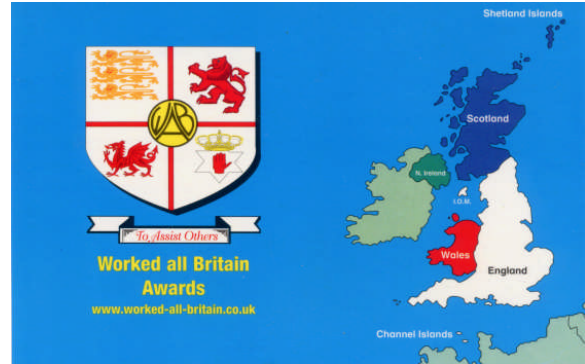 WAB
To Assist Others
Worked all Britain
Awards
www.worked-all-britain.co.uk
Shetland Islands
Scotland
N. Ireland
I.O.M.
Wales
England
Channel Islands